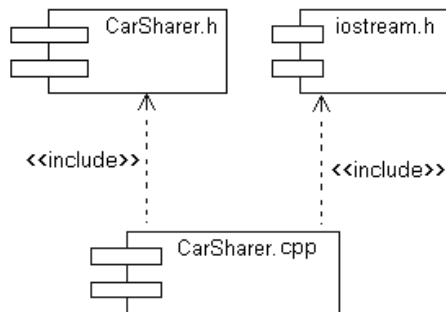 CarSharer.h
iostream.h
<<include>>
<<include>>
CarSharer.cpp